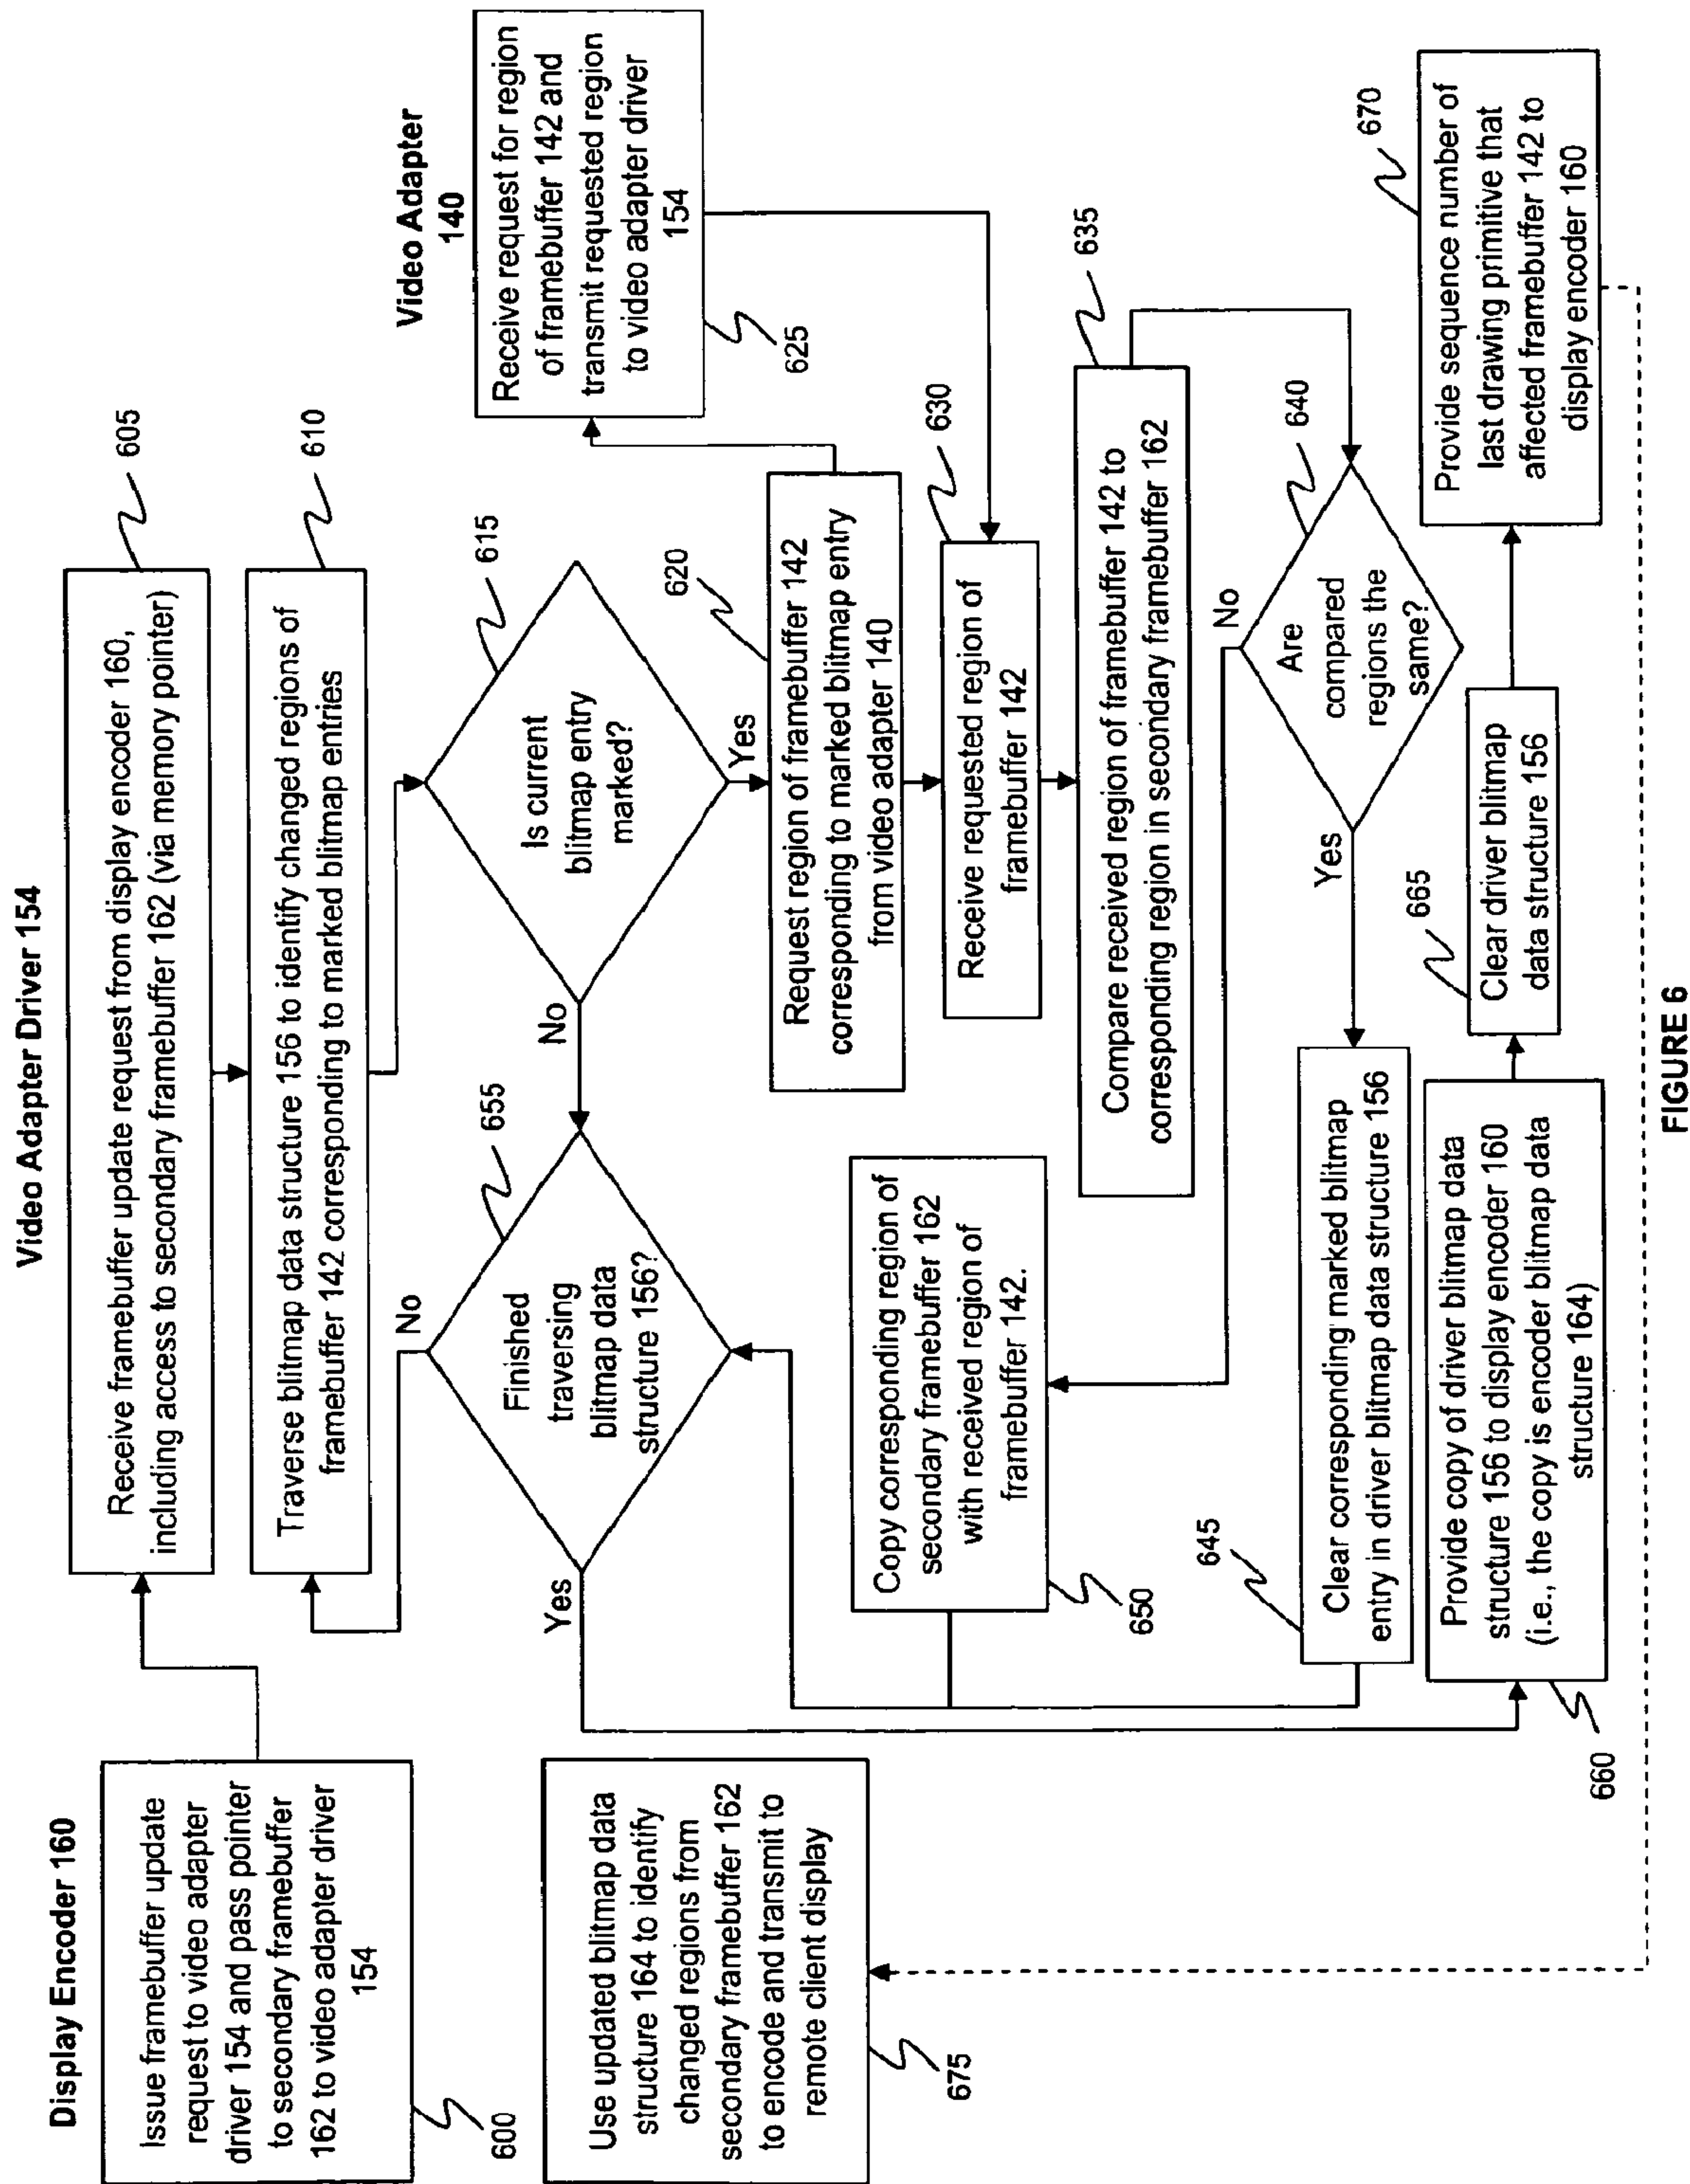 Display Encoder 160
Issue framebuffer update
request to video adapter
driver 154 and pass pointer
to secondary framebuffer
162 to video adapter driver
154
600
Use updated blitmap data
structure 164 to identify
changed regions from
secondary framebuffer 162
to encode and transmit to
remote client display
675
Video Adapter Driver 154
Receive framebuffer update request from display encoder 160,
including access to secondary framebuffer 162 (via memory pointer)
605
Traverse blitmap data structure 156 to identify changed regions of
framebuffer 142 corresponding to marked blitmap entries
610
Is current
blitmap entry
marked?
615
No
Yes
Finished
traversing
blitmap data
structure 156?
655
No
Yes
Request region of framebuffer 142
corresponding to marked blitmap entry
from video adapter 140
620
Video Adapter
140
Receive request for region
of framebuffer 142 and
transmit requested region
to video adapter driver
154
625
Receive requested region of
framebuffer 142
630
Compare received region of framebuffer 142 to
corresponding region in secondary framebuffer 162
635
Are
compared
regions the
same?
640
No
Yes
Copy corresponding region of
secondary framebuffer 162
with received region of
framebuffer 142.
650
Clear corresponding marked blitmap
entry in driver blitmap data structure 156
645
Provide copy of driver blitmap data
structure 156 to display encoder 160
(i.e., the copy is encoder blitmap data
structure 164)
660
Clear driver blitmap
data structure 156
665
Provide sequence number of
last drawing primitive that
affected framebuffer 142 to
display encoder 160
670
FIGURE 6